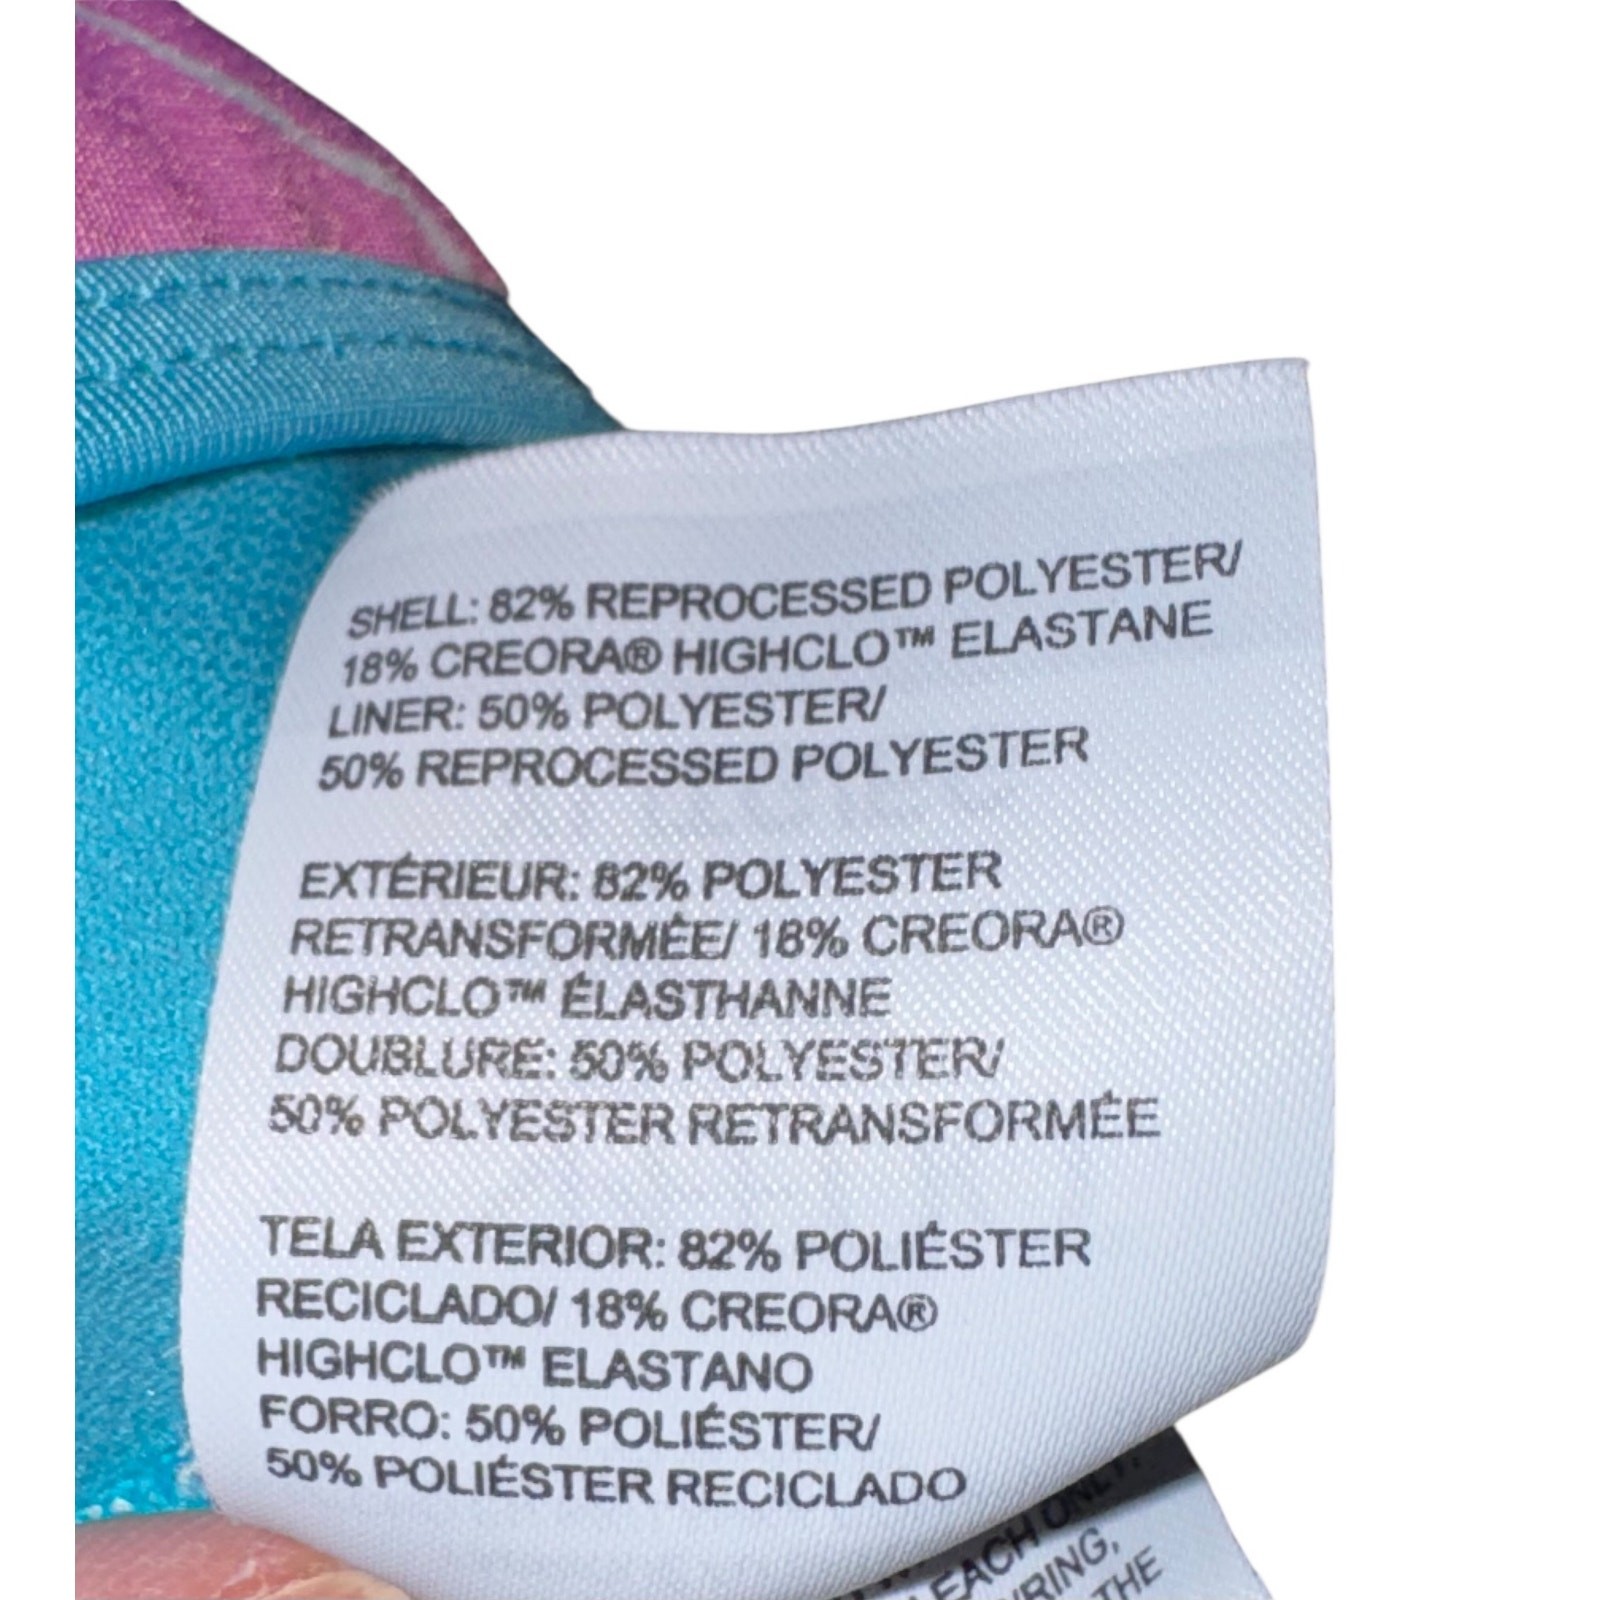 SHELL: 82% REPROCESSED POLYESTER/
18% CREORA® HIGHCLO™ ELASTANE
LINER: 50% POLYESTER/
50% REPROCESSED POLYESTER
EXTÉRIEUR: 82% POLYESTER
RETRANSFORMÉE/ 18% CREORA®
HIGHCLO™ ÉLASTHANNE
DOUBLURE: 50% POLYESTER/
50% POLYESTER RETRANSFORMÉE
TELA EXTERIOR: 82% POLIÉSTER
RECICLADO/ 18% CREORA®
HIGHCLO™ ELASTANO
FORRO: 50% POLIÉSTER/
50% POLIÉSTER RECICLADO
THE